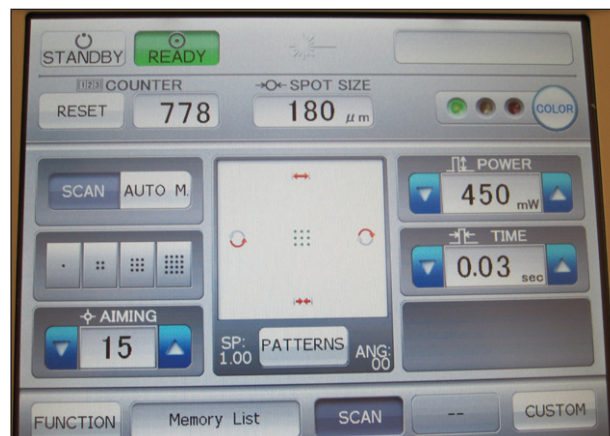 STANDBY READY
123 COUNTER SPOT SIZE
RESET 778 180 μm COLOR
SCAN AUTO M. POWER
450 mW
TIME
0.03 sec
AIMING
15
SP: 1.00 PATTERNS ANG: 00
FUNCTION Memory List SCAN -- CUSTOM